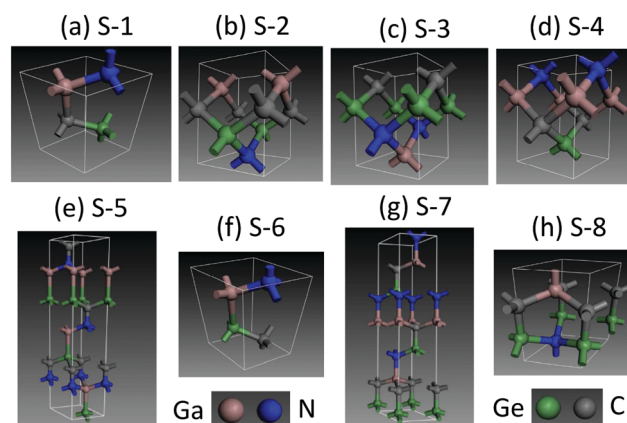 (a) S-1 (b) S-2 (c) S-3 (d) S-4
(e) S-5 (f) S-6 (g) S-7 (h) S-8
Ga N Ge C